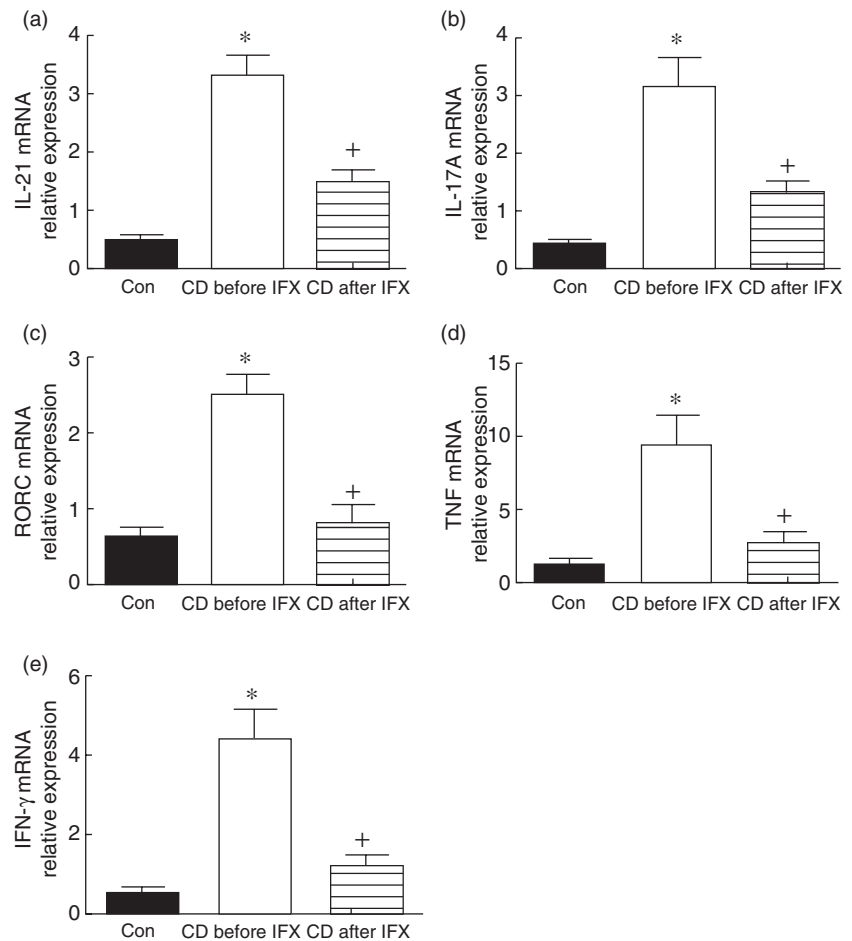 (a)
IL-21 mRNA
relative expression
4
3
2
1
0
*
+
Con
CD before IFX
CD after IFX
(b)
IL-17A mRNA
relative expression
4
3
2
1
0
*
+
Con
CD before IFX
CD after IFX
(c)
RORC mRNA
relative expression
3
2
1
0
*
+
Con
CD before IFX
CD after IFX
(d)
TNF mRNA
relative expression
15
10
5
0
*
+
Con
CD before IFX
CD after IFX
(e)
IFN-γ mRNA
relative expression
6
4
2
0
*
+
Con
CD before IFX
CD after IFX